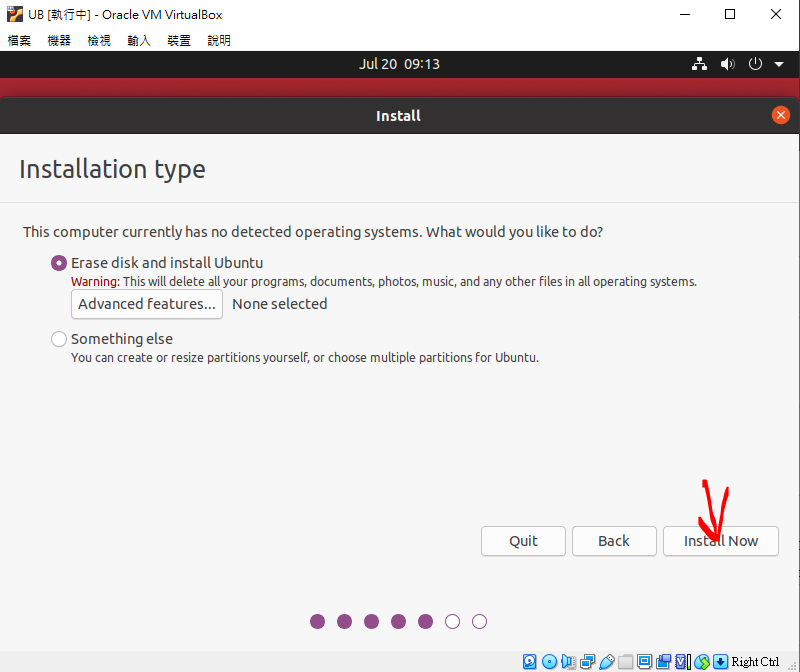 UB [執行中] - Oracle VM VirtualBox
檔案 機器 檢視 輸入 裝置 說明
Jul 20 09:13
Install
Installation type
This computer currently has no detected operating systems. What would you like to do?
Erase disk and install Ubuntu
Warning: This will delete all your programs, documents, photos, music, and any other files in all operating systems.
Advanced features... None selected
Something else
You can create or resize partitions yourself, or choose multiple partitions for Ubuntu.
Quit Back Install Now
Right Ctrl